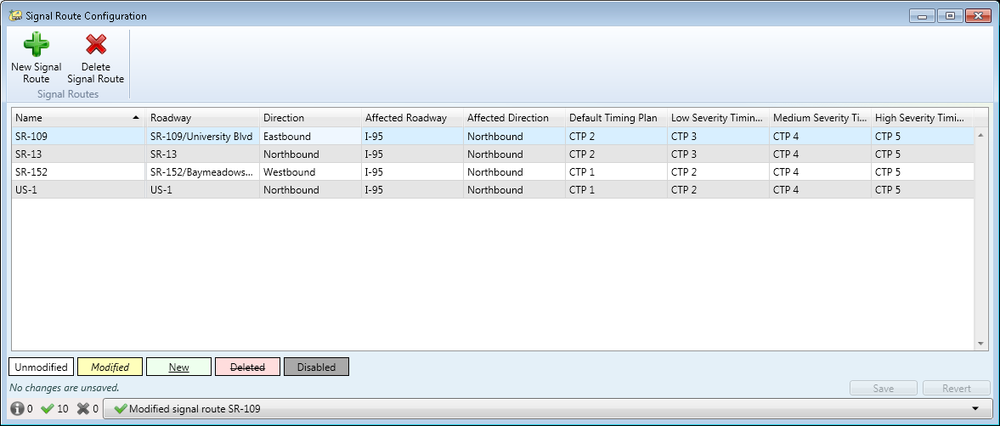 Signal Route Configuration
New Signal Route
Delete Signal Route
Signal Routes
Name Roadway Direction Affected Roadway Affected Direction Default Timing Plan Low Severity Timin... Medium Severity Ti... High Severity Timi...
SR-109 SR-109/University Blvd Eastbound I-95 Northbound CTP 2 CTP 3 CTP 4 CTP 5
SR-13 SR-13 Northbound I-95 Northbound CTP 2 CTP 3 CTP 4 CTP 5
SR-152 SR-152/Baymeadows... Westbound I-95 Northbound CTP 1 CTP 2 CTP 4 CTP 5
US-1 US-1 Northbound I-95 Northbound CTP 1 CTP 2 CTP 4 CTP 5
Unmodified Modified New Deleted Disabled
No changes are unsaved.
Save Revert
0 10 0 Modified signal route SR-109